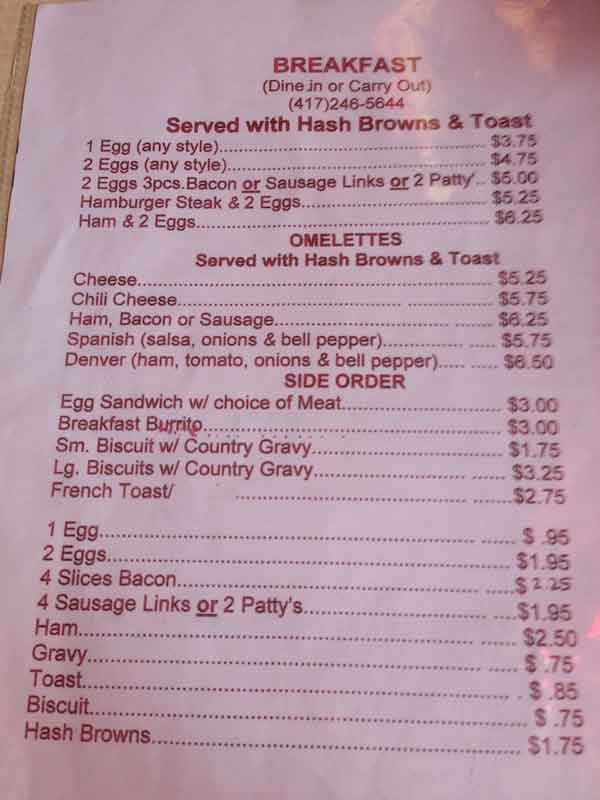 BREAKFAST
(Dine in or Carry Out)
(417)246-5644
Served with Hash Browns & Toast
1 Egg (any style)........ $3.75
2 Eggs (any style)........ $4.75
2 Eggs 3pcs.Bacon or Sausage Links or 2 Patty'.. $5.00
Hamburger Steak & 2 Eggs........ $5.25
Ham & 2 Eggs........ $6.25
OMELETTES
Served with Hash Browns & Toast
Cheese........ $5.25
Chili Cheese........ $5.75
Ham, Bacon or Sausage........ $6.25
Spanish (salsa, onions & bell pepper)........ $5.75
Denver (ham, tomato, onions & bell pepper)........ $6.50
SIDE ORDER
Egg Sandwich w/ choice of Meat........ $3.00
Breakfast Burrito........ $3.00
Sm. Biscuit w/ Country Gravy........ $1.75
Lg. Biscuits w/ Country Gravy........ $3.25
French Toast/ ........$2.75
1 Egg........ $ .95
2 Eggs........ $1.95
4 Slices Bacon........ $ 2.25
4 Sausage Links or 2 Patty's........ $1.95
Ham........ $2.50
Gravy........ $ .75
Toast........ $ .85
Biscuit........ $ .75
Hash Browns........ $1.75